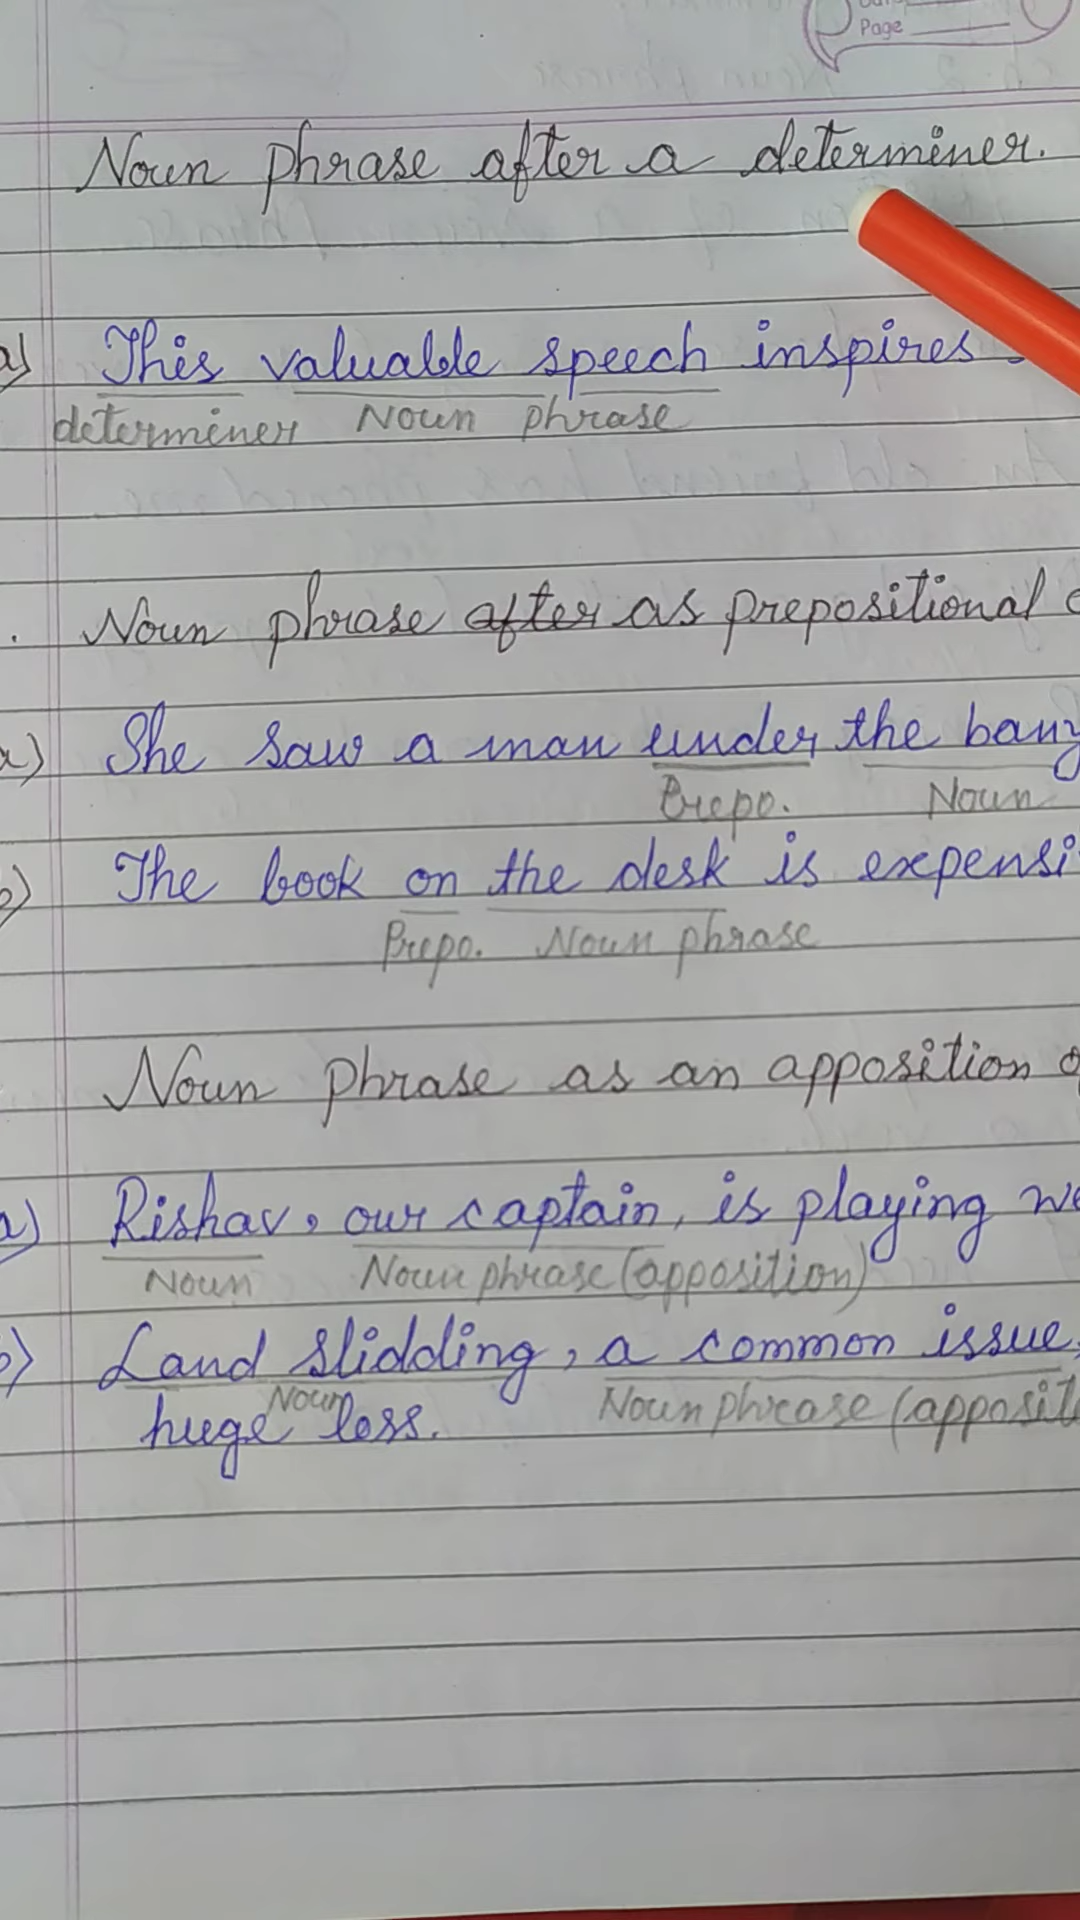 Page
Noun phrase after a determiner.
a) This valuable speech inspires
determiner Noun phrase
. Noun phrase after as prepositional
a) She saw a man under the bany
Prepo. Noun
b) The book on the desk is expensi
Prepo. Noun phrase
Noun phrase as an apposition o
a) Rishav, our captain, is playing we
Noun Noun phrase (apposition)
b) Land slidding, a common issue,
Noun Noun phrase (apposit
huge loss.